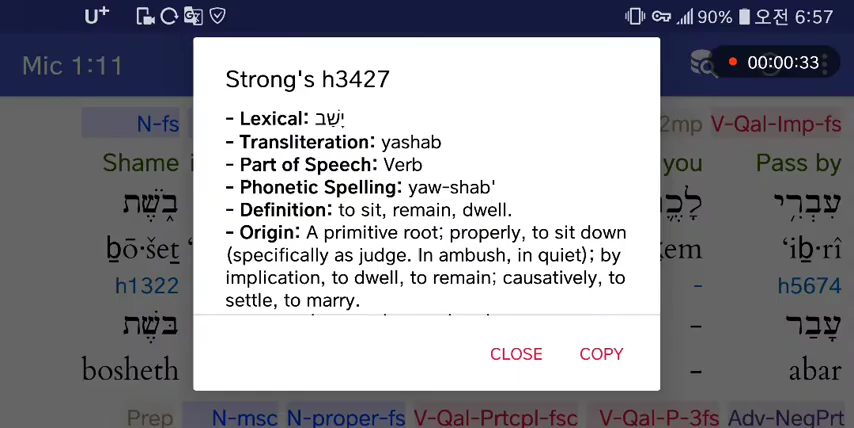 U+ 90% 오전 6:57
Mic 1:11
00:00:33
Strong's h3427
- Lexical: יָשַׁב
- Transliteration: yashab
- Part of Speech: Verb
- Phonetic Spelling: yaw-shab'
- Definition: to sit, remain, dwell.
- Origin: A primitive root; properly, to sit down
(specifically as judge. In ambush, in quiet); by
implication, to dwell, to remain; causatively, to
settle, to marry.
CLOSE COPY
N-fs 2mp V-Qal-Imp-fs
Shame you Pass by
בֹ֑שֶׁת עִבְרִ֥י
ḇō·šeṯ ‘iḇ·rî
h1322 - h5674
בֹּשֶׁת - עָבַר
bosheth - abar
Prep N-msc N-proper-fs V-Qal-Prtcpl-fsc V-Qal-P-3fs Adv-NegPrt